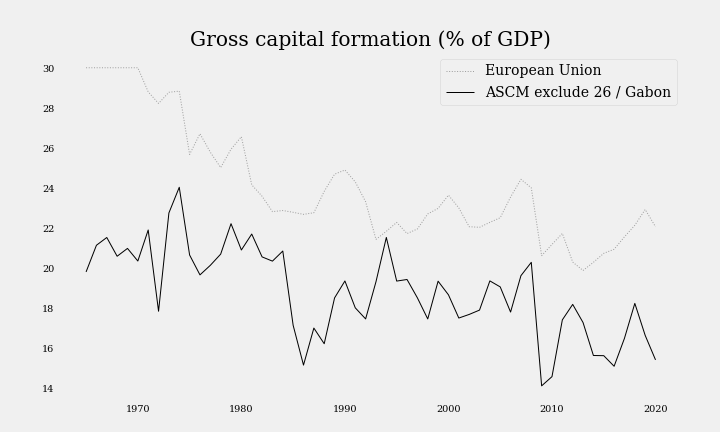 Gross capital formation (% of GDP)
European Union
ASCM exclude 26 / Gabon
30
28
26
24
22
20
18
16
14
1970 1980 1990 2000 2010 2020